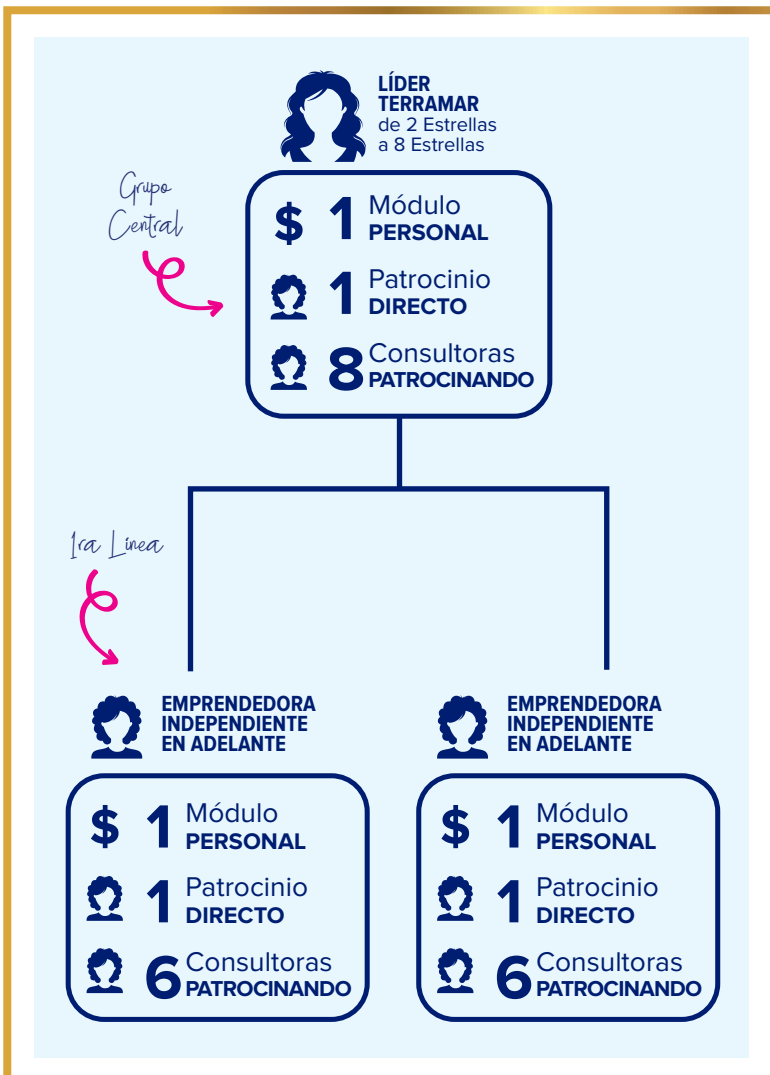 LÍDER
TERRAMAR
de 2 Estrellas
a 8 Estrellas
Grupo
Central
$ 1 Módulo
PERSONAL
1 Patrocinio
DIRECTO
8 Consultoras
PATROCINANDO
1ra Línea
EMPRENDEDORA
INDEPENDIENTE
EN ADELANTE
$ 1 Módulo
PERSONAL
1 Patrocinio
DIRECTO
6 Consultoras
PATROCINANDO
EMPRENDEDORA
INDEPENDIENTE
EN ADELANTE
$ 1 Módulo
PERSONAL
1 Patrocinio
DIRECTO
6 Consultoras
PATROCINANDO